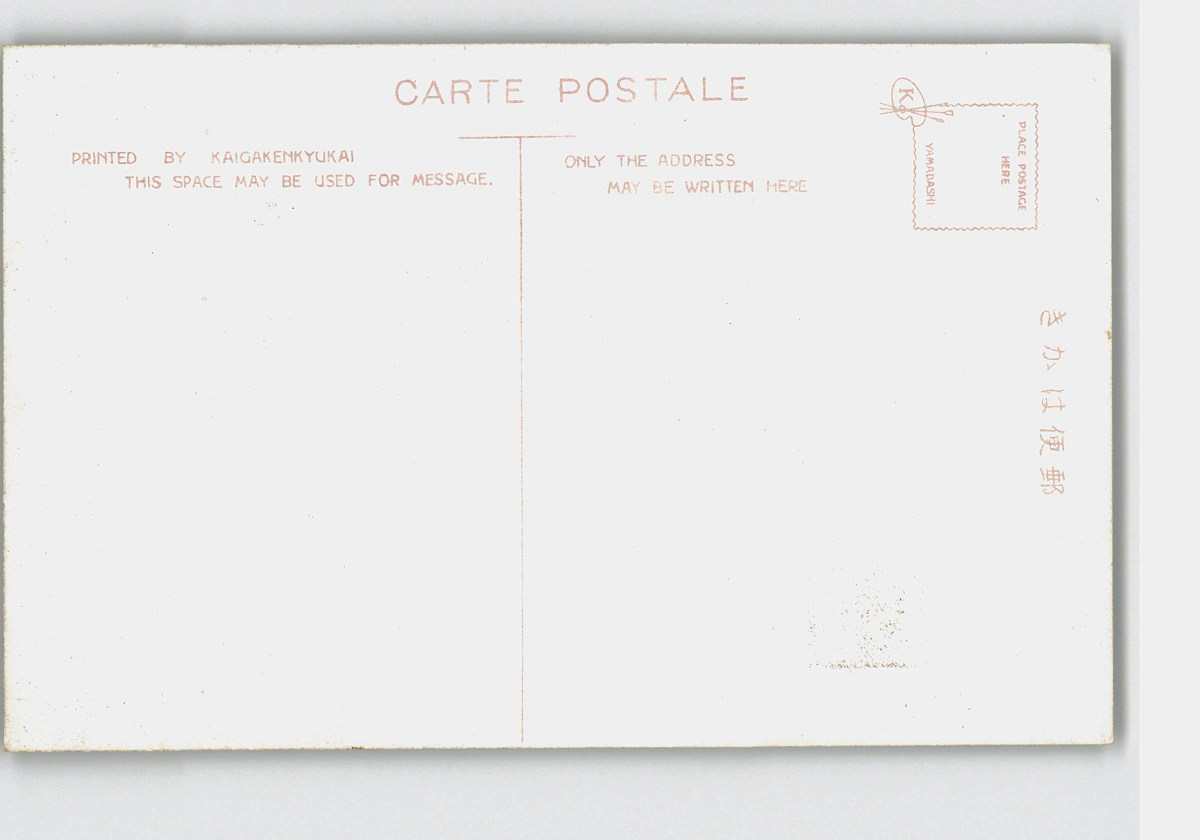 CARTE POSTALE
PRINTED BY KAIGAKENKYUKAI
THIS SPACE MAY BE USED FOR MESSAGE.
ONLY THE ADDRESS
MAY BE WRITTEN HERE
K
PLACE POSTAGE
HERE
YAMADASHI
きかは便郵